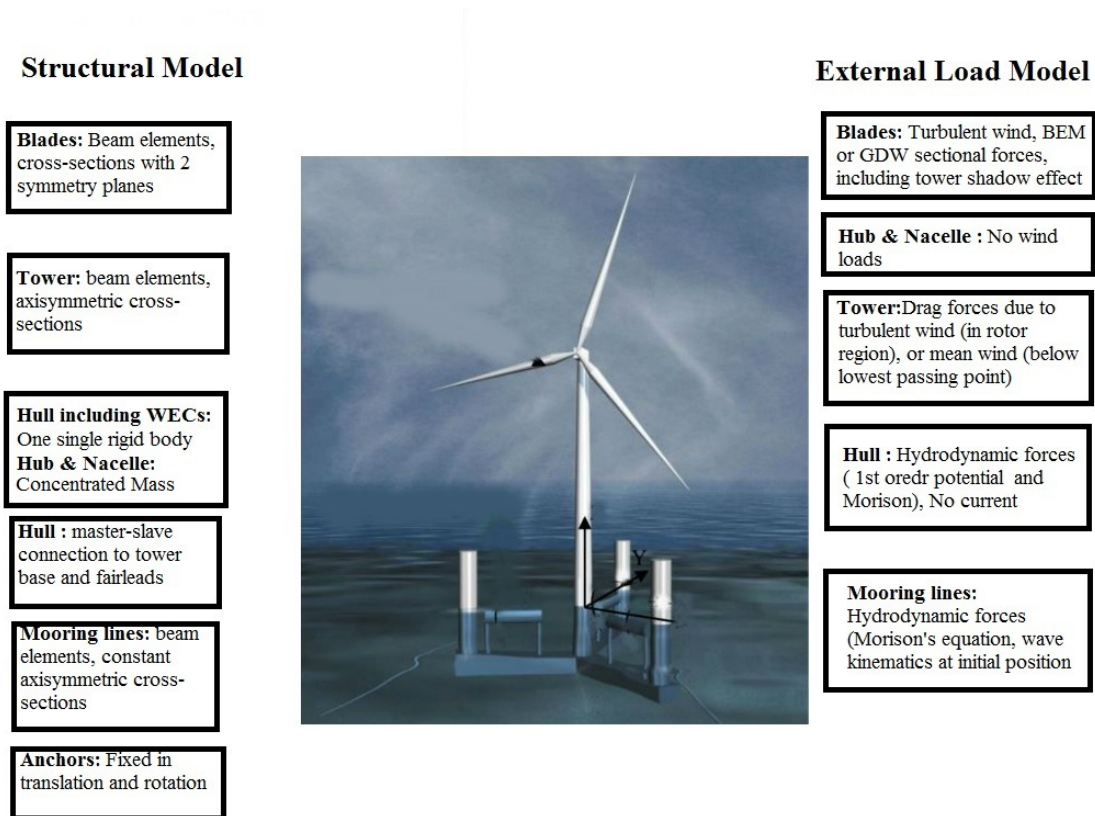 Structural Model
Blades: Beam elements,
cross-sections with 2
symmetry planes
Tower: beam elements,
axisymmetric cross-
sections
Hull including WECs:
One single rigid body
Hub & Nacelle:
Concentrated Mass
Hull : master-slave
connection to tower
base and fairleads
Mooring lines: beam
elements, constant
axisymmetric cross-
sections
Anchors: Fixed in
translation and rotation
Y
External Load Model
Blades: Turbulent wind, BEM
or GDW sectional forces,
including tower shadow effect
Hub & Nacelle : No wind
loads
Tower:Drag forces due to
turbulent wind (in rotor
region), or mean wind (below
lowest passing point)
Hull : Hydrodynamic forces
( 1st oredr potential and
Morison), No current
Mooring lines:
Hydrodynamic forces
(Morison's equation, wave
kinematics at initial position